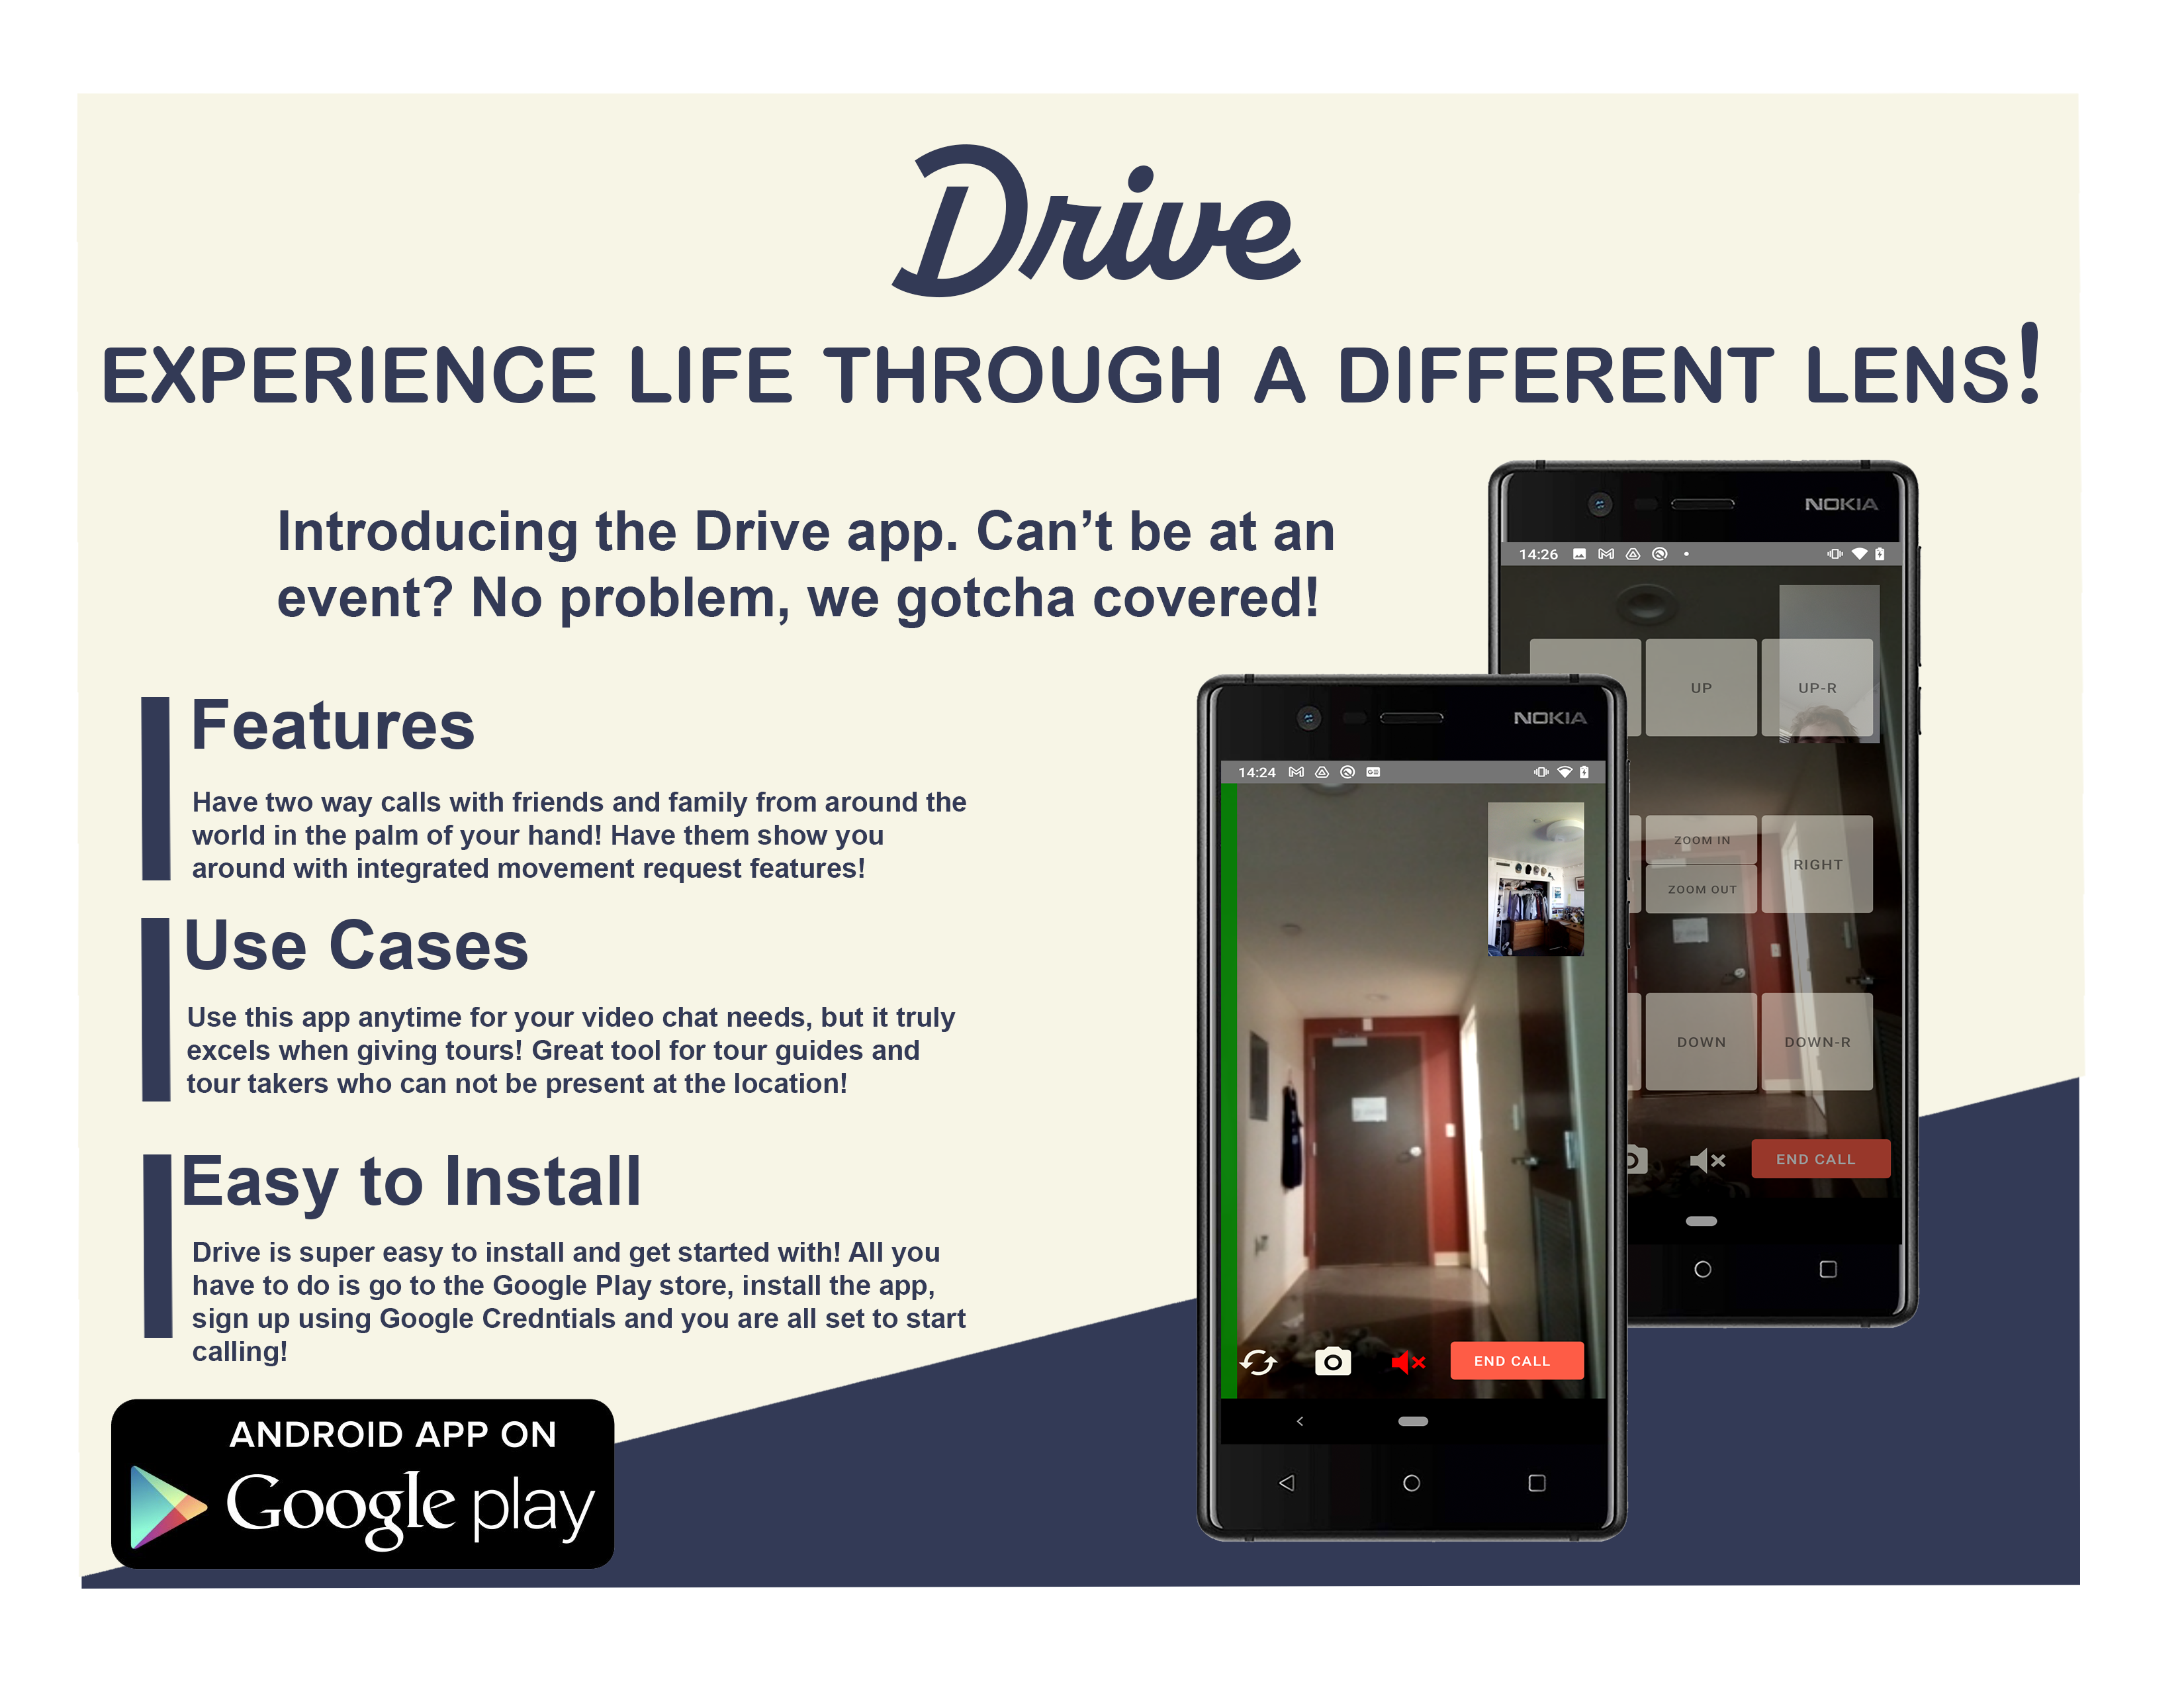 Drive
EXPERIENCE LIFE THROUGH A DIFFERENT LENS!
Introducing the Drive app. Can't be at an
event? No problem, we gotcha covered!
Features
Have two way calls with friends and family from around the
world in the palm of your hand! Have them show you
around with integrated movement request features!
Use Cases
Use this app anytime for your video chat needs, but it truly
excels when giving tours! Great tool for tour guides and
tour takers who can not be present at the location!
Easy to Install
Drive is super easy to install and get started with! All you
have to do is go to the Google Play store, install the app,
sign up using Google Credntials and you are all set to start
calling!
ANDROID APP ON
Google play
NOKIA
14:24
END CALL
NOKIA
14:26
UP
UP-R
ZOOM IN
ZOOM OUT
RIGHT
DOWN
DOWN-R
END CALL